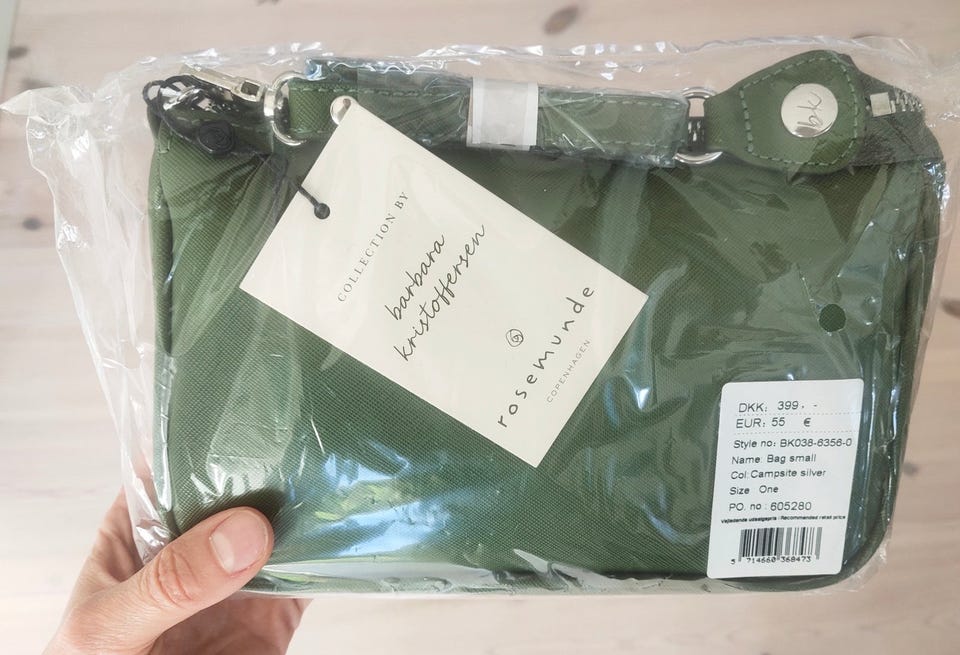 COLLECTION BY
barbara
kristoffersen
rosemunde
COPENHAGEN
bk
DKK: 399,-
EUR: 55 €
Style no: BK038-6356-0
Name: Bag small
Col: Campsite silver
Size One
PO. no : 605280
Vejledende udsalgspris / Recommended retail price
5 714660 368473